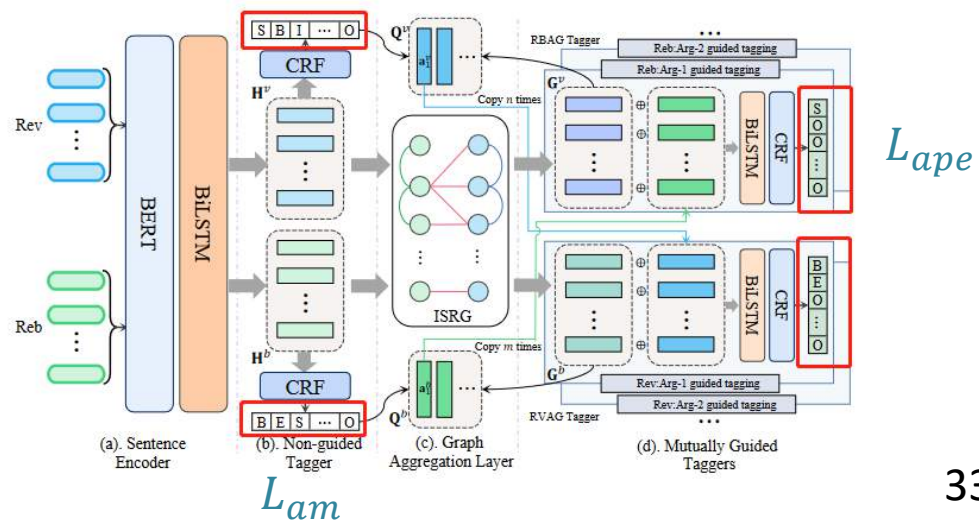 Rev
Reb
BERT
BiLSTM
(a). Sentence
Encoder
S B I ... O
CRF
H^v
H^b
CRF
B E S ... O
(b). Non-guided
Tagger
L_am
Q^v
Copy n times
ISRG
Copy m times
Q^b
(c). Graph
Aggregation Layer
...
RBAG Tagger
Reb:Arg-2 guided tagging
Reb:Arg-1 guided tagging
G^v
⊕
⊕
⊕
BiLSTM
CRF
S
O
O
...
O
L_ape
⊕
⊕
⊕
BiLSTM
CRF
B
E
O
...
O
G^b
Rev:Arg-1 guided tagging
Rev:Arg-2 guided tagging
RVAG Tagger
...
(d). Mutually Guided
Taggers
33